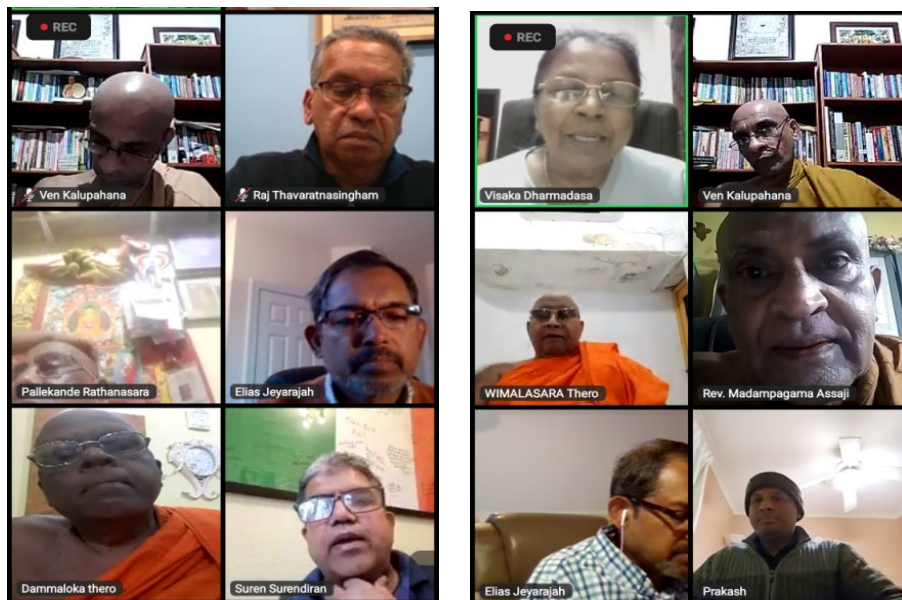 REC
Ven Kalupahana
Raj Thavaratnasingham
Pallekande Rathanasara
Elias Jeyarajah
Dammaloka thero
Suren Surendiran
REC
Visaka Dharmadasa
Ven Kalupahana
WIMALASARA Thero
Rev. Madampagama Assaji
Elias Jeyarajah
Prakash